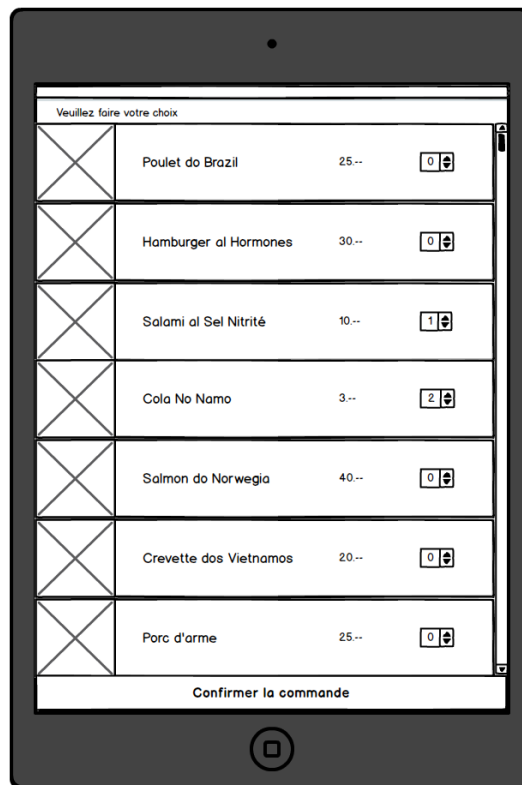 Veuillez faire votre choix
Poulet do Brazil 25.-- 0
Hamburger al Hormones 30.-- 0
Salami al Sel Nitrité 10.-- 1
Cola No Namo 3.-- 2
Salmon do Norwegia 40.-- 0
Crevette dos Vietnamos 20.-- 0
Porc d'arme 25.-- 0
Confirmer la commande